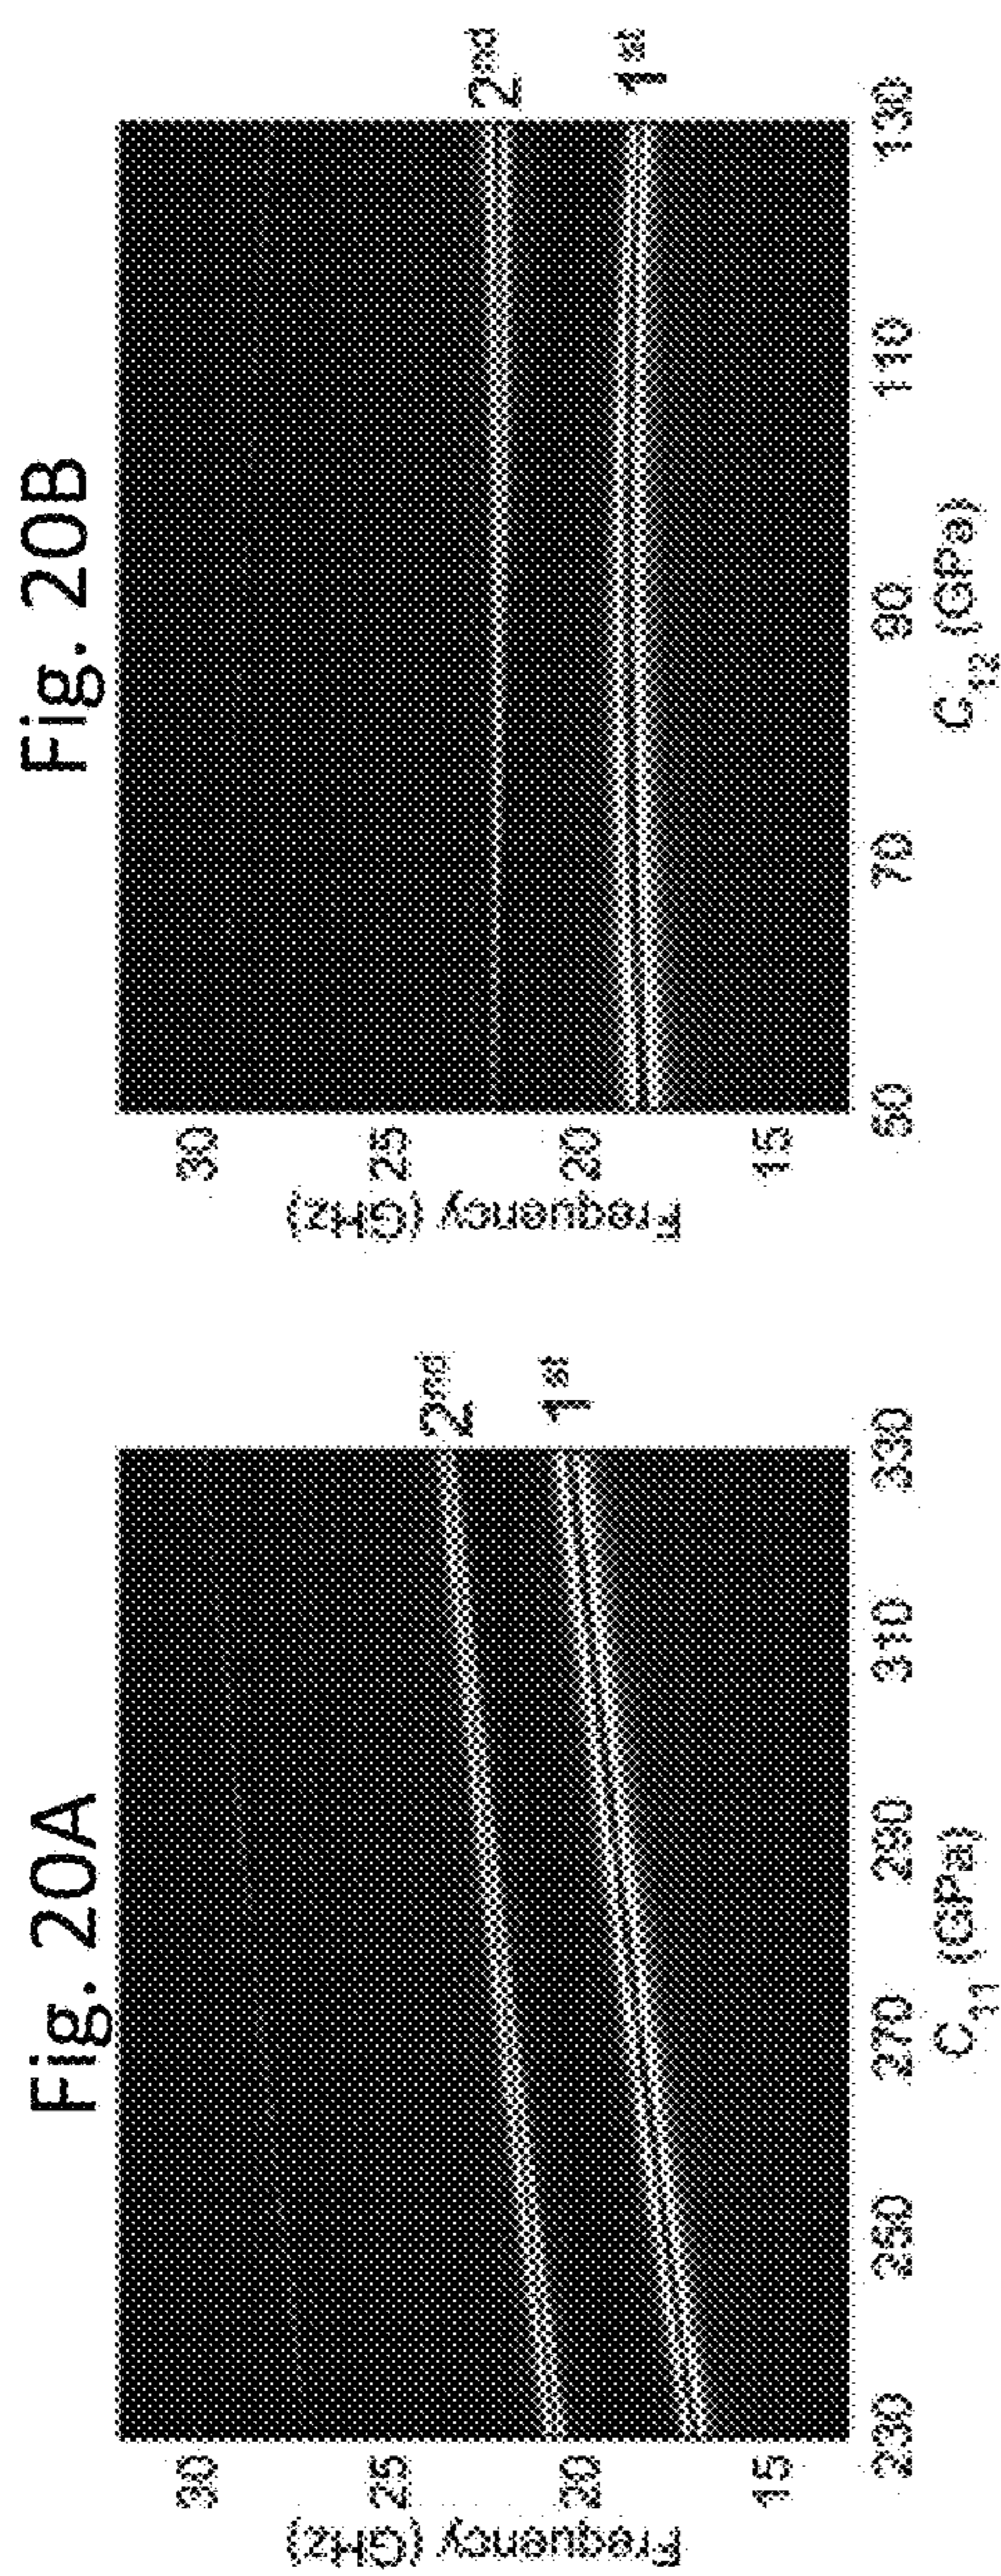 Fig. 20A
Frequency (GHz)
30
25
20
15
2nd
1st
230
250
270
290
310
330
C11 (GPa)
Fig. 20B
Frequency (GHz)
30
25
20
15
2nd
1st
50
70
90
110
130
C12 (GPa)